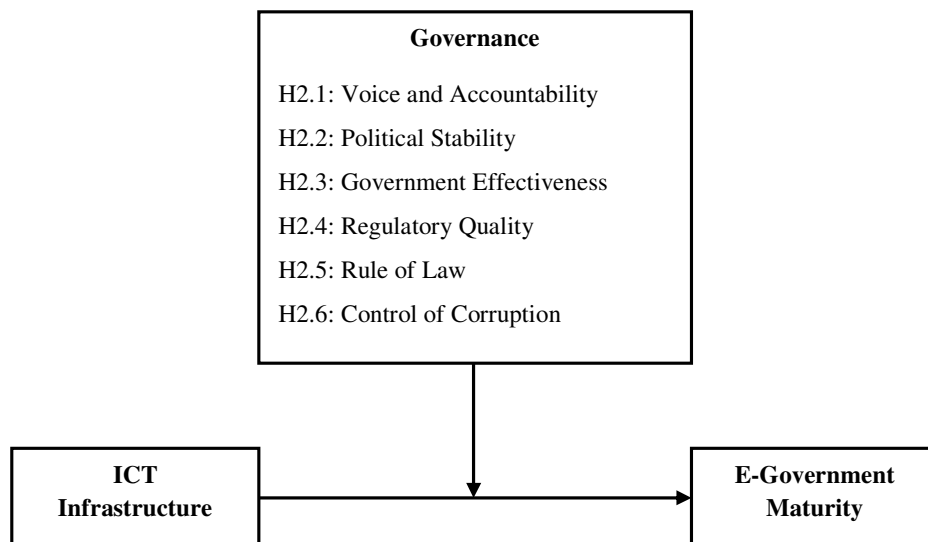 Governance
H2.1: Voice and Accountability
H2.2: Political Stability
H2.3: Government Effectiveness
H2.4: Regulatory Quality
H2.5: Rule of Law
H2.6: Control of Corruption
ICT
Infrastructure
E-Government
Maturity